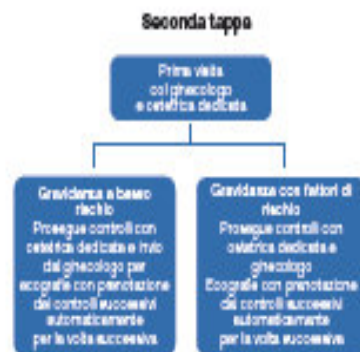 Seconda tappa
Prima visita
col ginecologo
e ostetrica dedicata
Gravidanza a basso
rischio
Prosegue controlli con
ostetrica dedicata e invio
dal ginecologo per
ecografie con prenotazione
dei controlli successivi
automaticamente
per la volta successiva
Gravidanza con fattori di
rischio
Prosegue controlli con
ostetrica dedicata e
ginecologo
Ecografie con prenotazione
dei controlli successivi
automaticamente
per la volta successiva